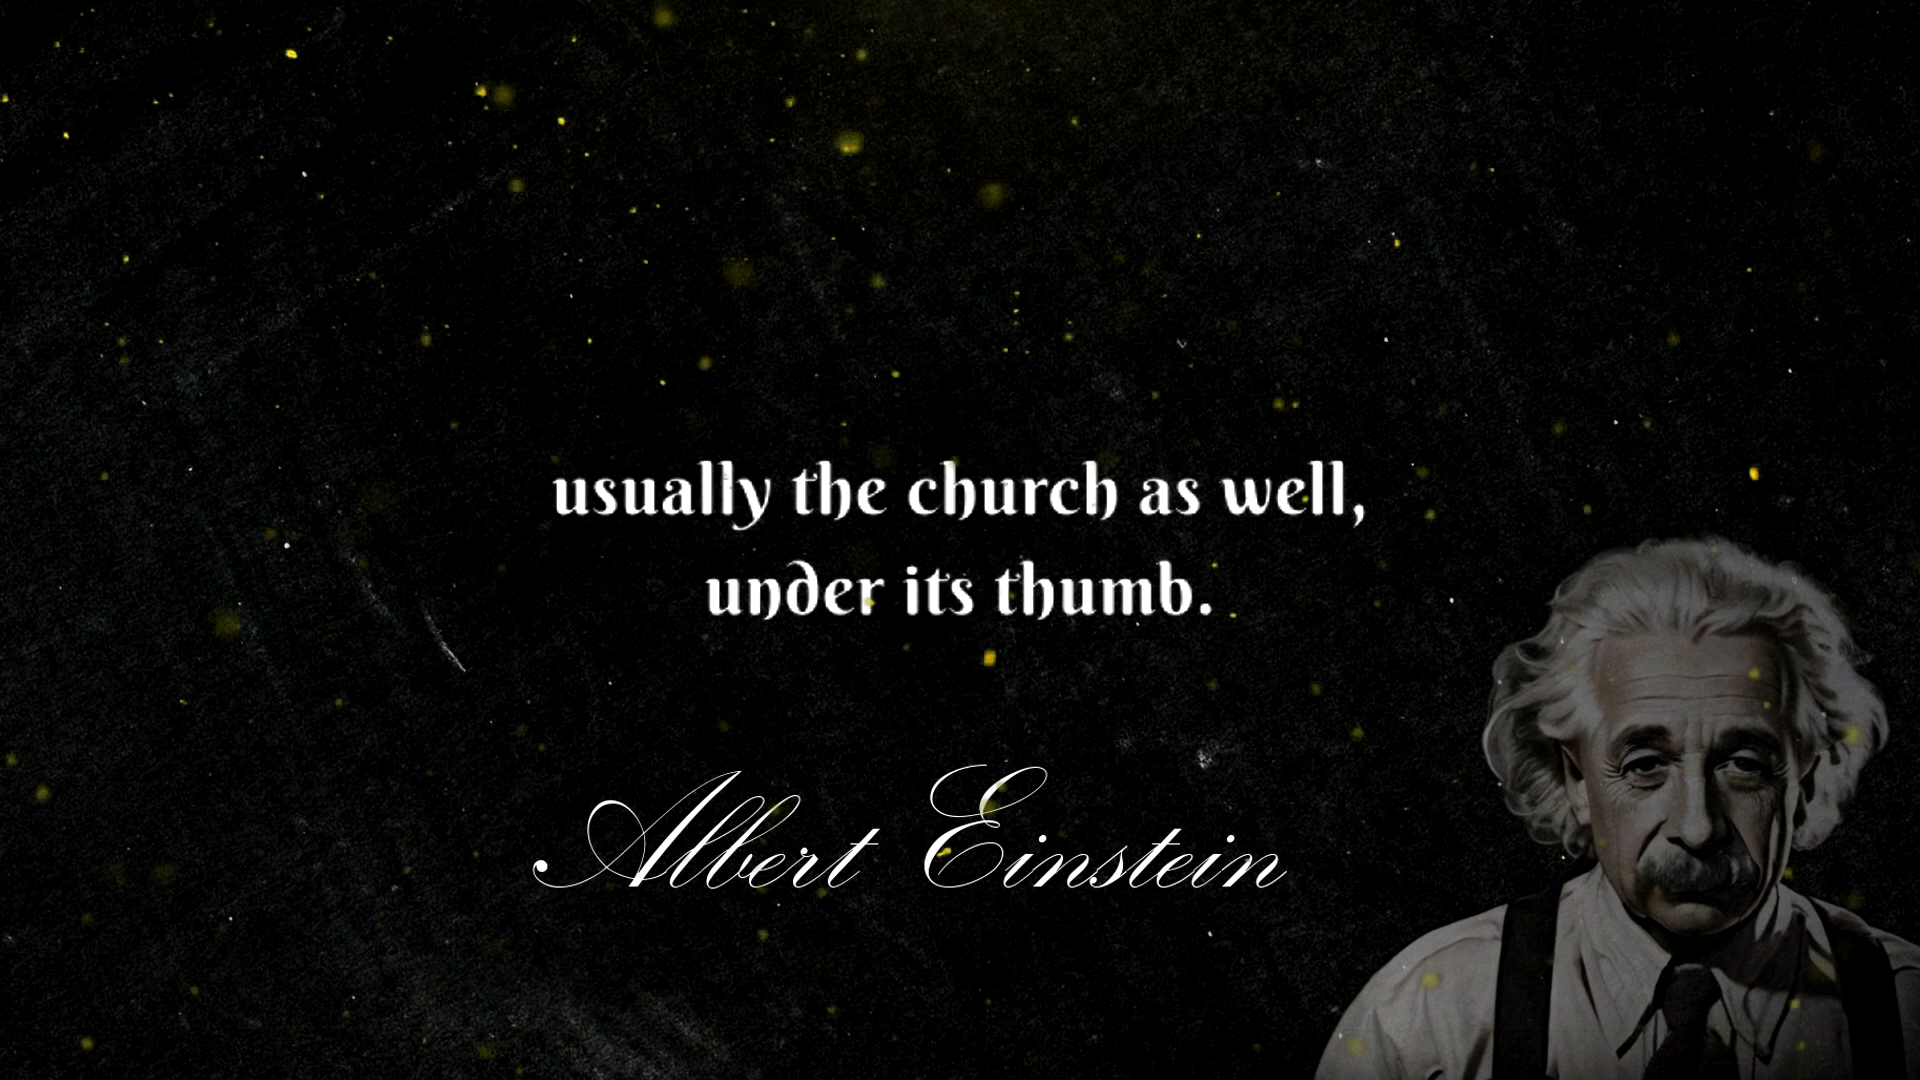 usually the church as well,
under its thumb.
Albert Einstein